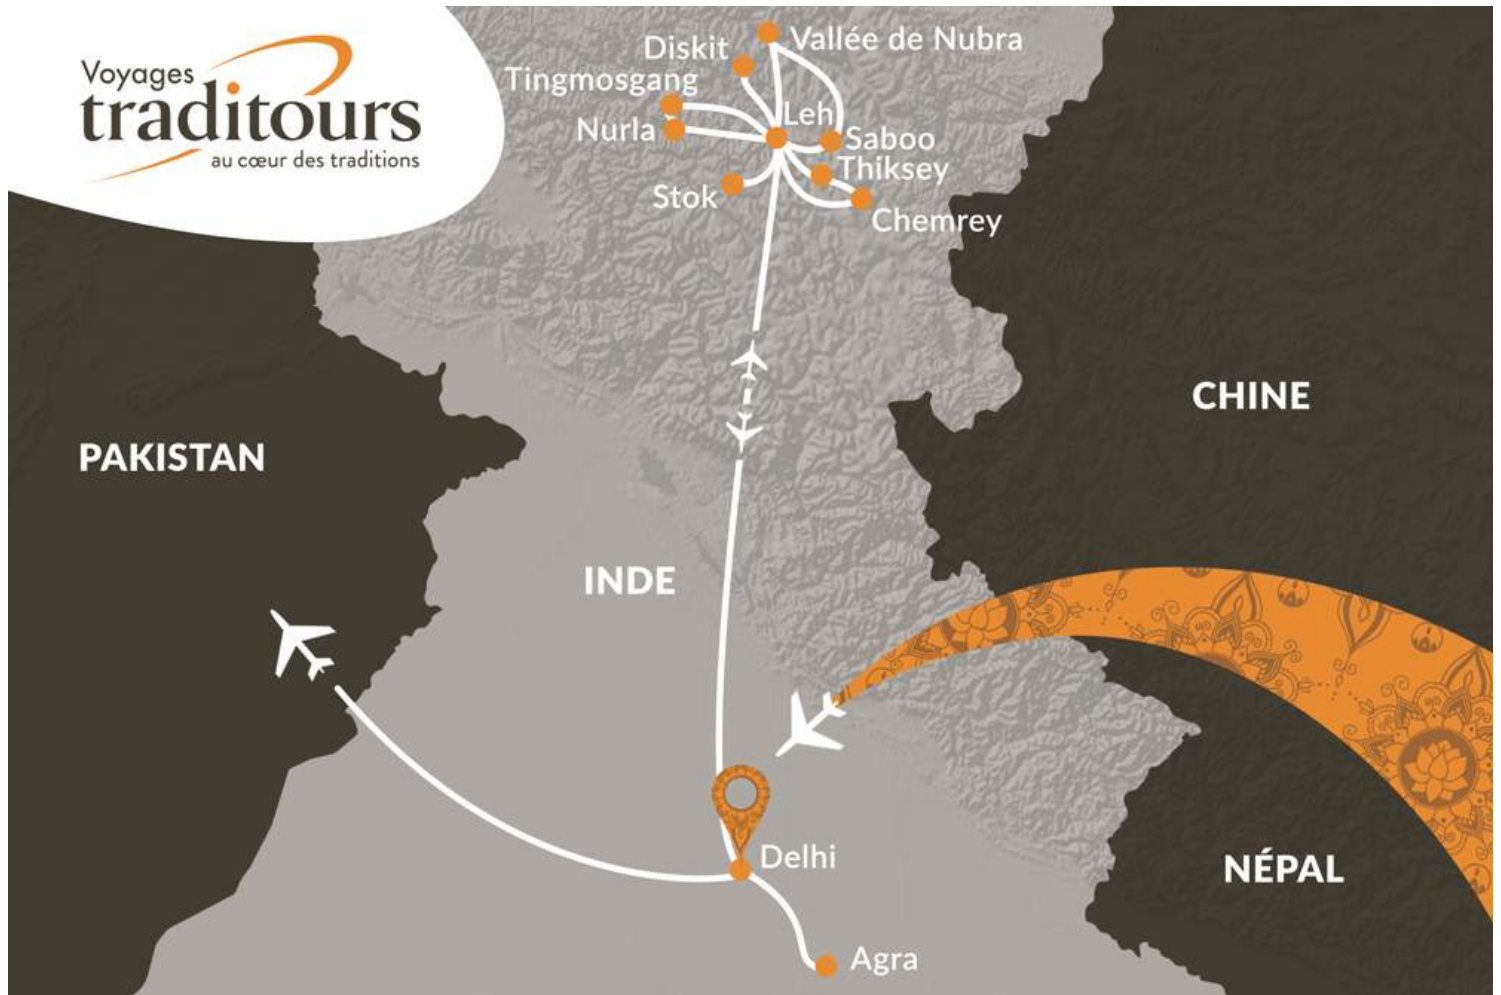 Voyages
traditours
au cœur des traditions
Vallée de Nubra
Diskit
Tingmosgang
Leh
Nurla
Saboo
Thiksey
Stok
Chemrey
CHINE
PAKISTAN
INDE
Delhi
NÉPAL
Agra